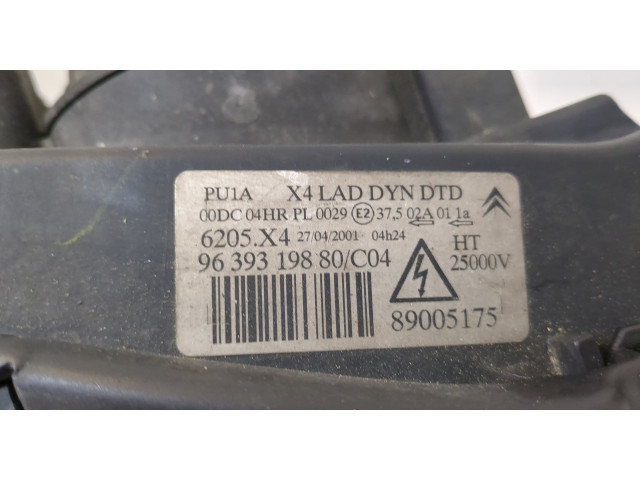 PU1A X4 LAD DYN DTD
00DC 04HR PL 0029 E2 37,5 02A 01 1a
6205.X4 27/04/2001 04h24 HT
96 393 198 80/C04 25000V
89005175